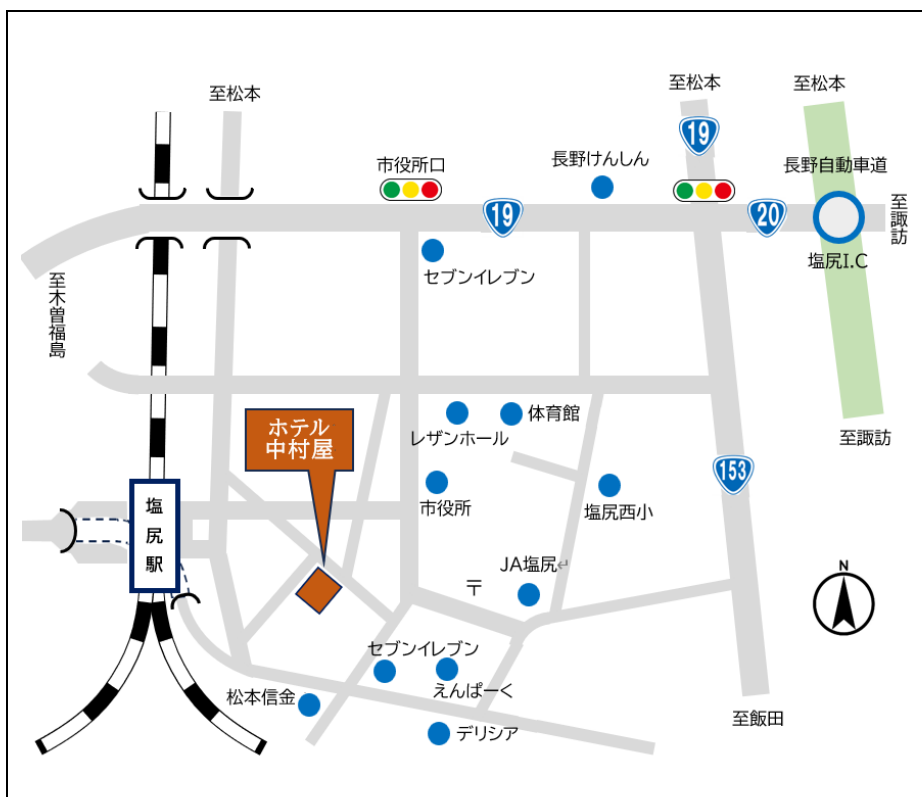 至松本
至松本
至松本
19
長野けんしん
市役所口
長野自動車道
至諏訪
19
20
セブンイレブン
塩尻I.C
至木曽福島
ホテル
中村屋
体育館
レザンホール
至諏訪
153
塩尻駅
市役所
塩尻西小
JA塩尻↵
N
〒
セブンイレブン
えんぱーく
松本信金
至飯田
デリシア